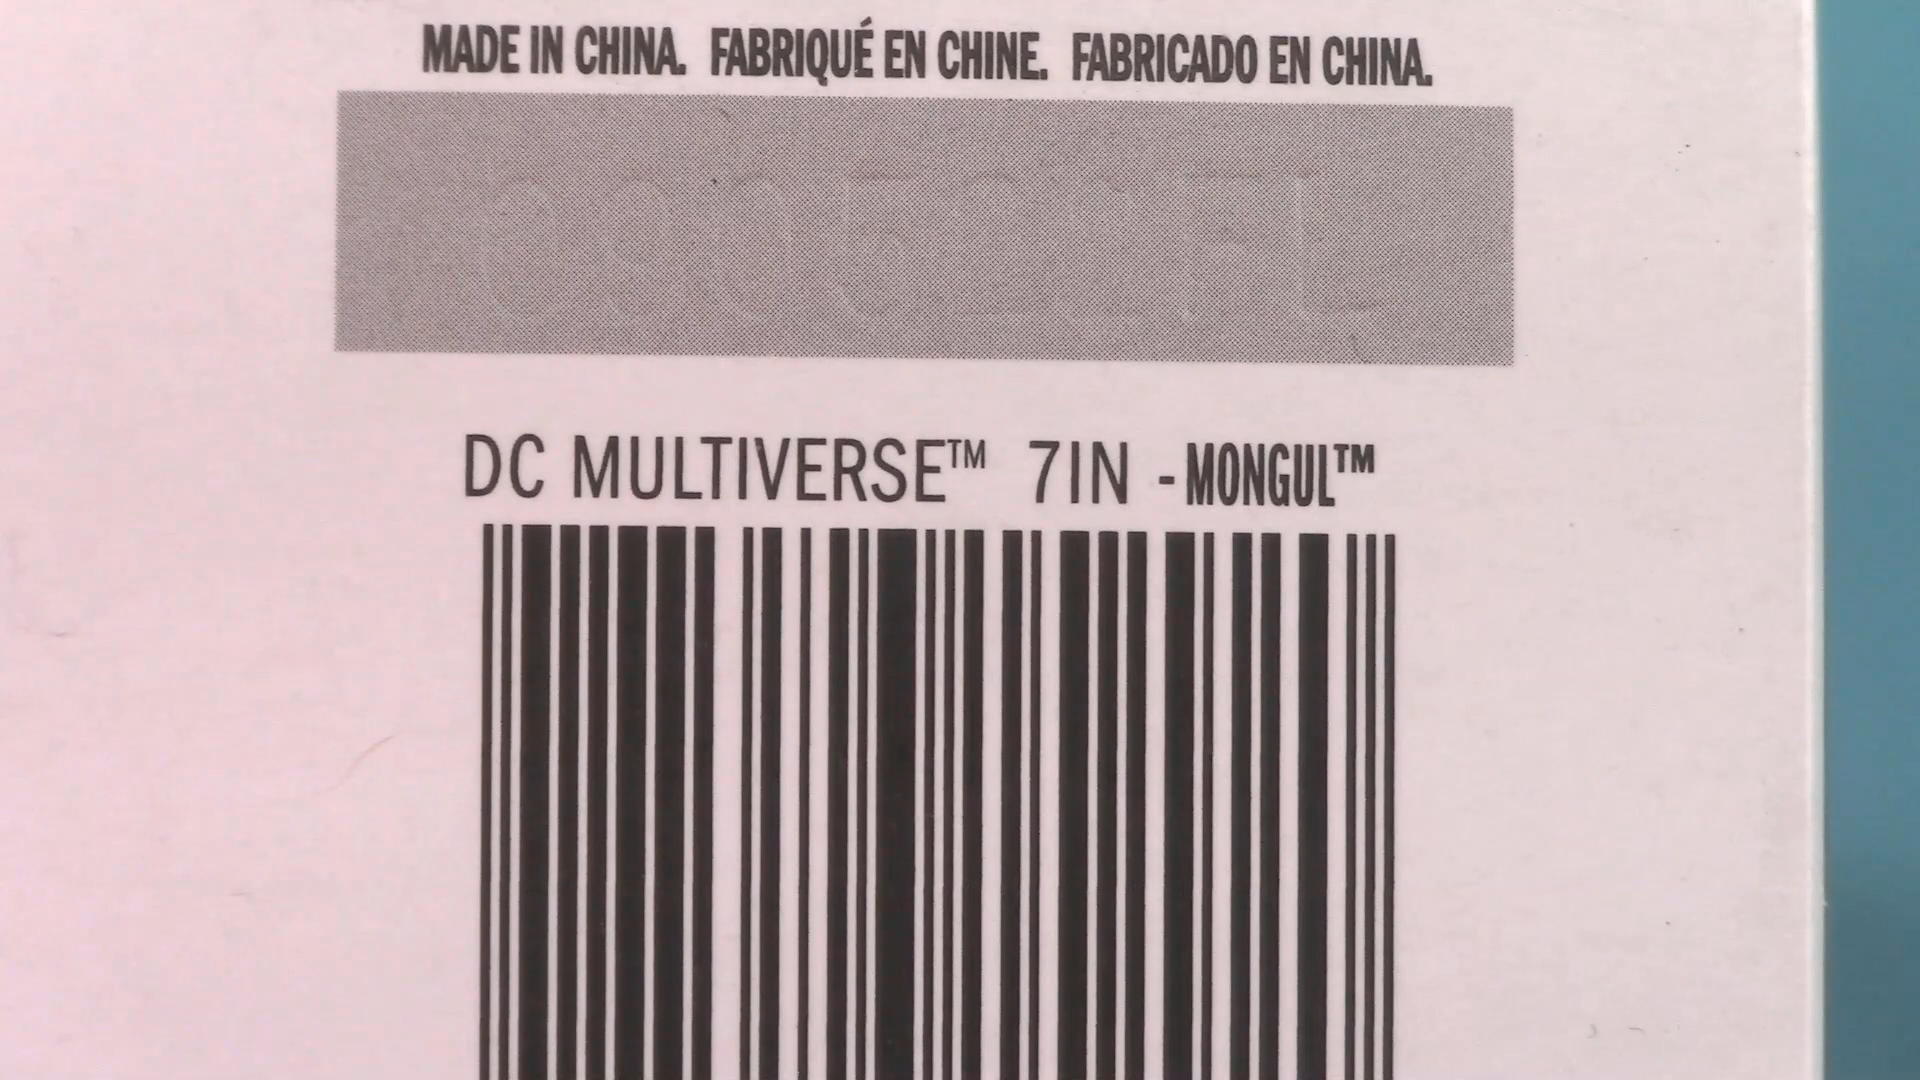 MADE IN CHINA. FABRIQUÉ EN CHINE. FABRICADO EN CHINA.
DC MULTIVERSE™ 7IN - MONGUL™